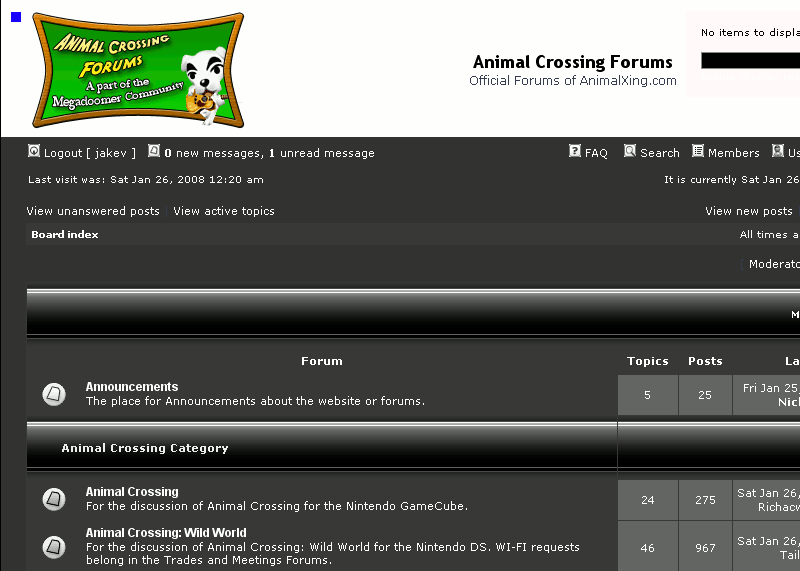 ANIMAL CROSSING
FORUMS
A part of the
Megadoomer Community
No items to displa
Animal Crossing Forums
Official Forums of AnimalXing.com
Logout [ jakev ] 0 new messages, 1 unread message
FAQ Search Members Us
Last visit was: Sat Jan 26, 2008 12:20 am
It is currently Sat Jan 26
View unanswered posts | View active topics
View new posts
Board index
All times a
Moderato
M
Forum Topics Posts La
Announcements
The place for Announcements about the website or forums.
5 25
Fri Jan 25,
Nicl
Animal Crossing Category
Animal Crossing
For the discussion of Animal Crossing for the Nintendo GameCube.
24 275
Sat Jan 26,
Richacw
Animal Crossing: Wild World
For the discussion of Animal Crossing: Wild World for the Nintendo DS. WI-FI requests
belong in the Trades and Meetings Forums.
46 967
Sat Jan 26,
Tail